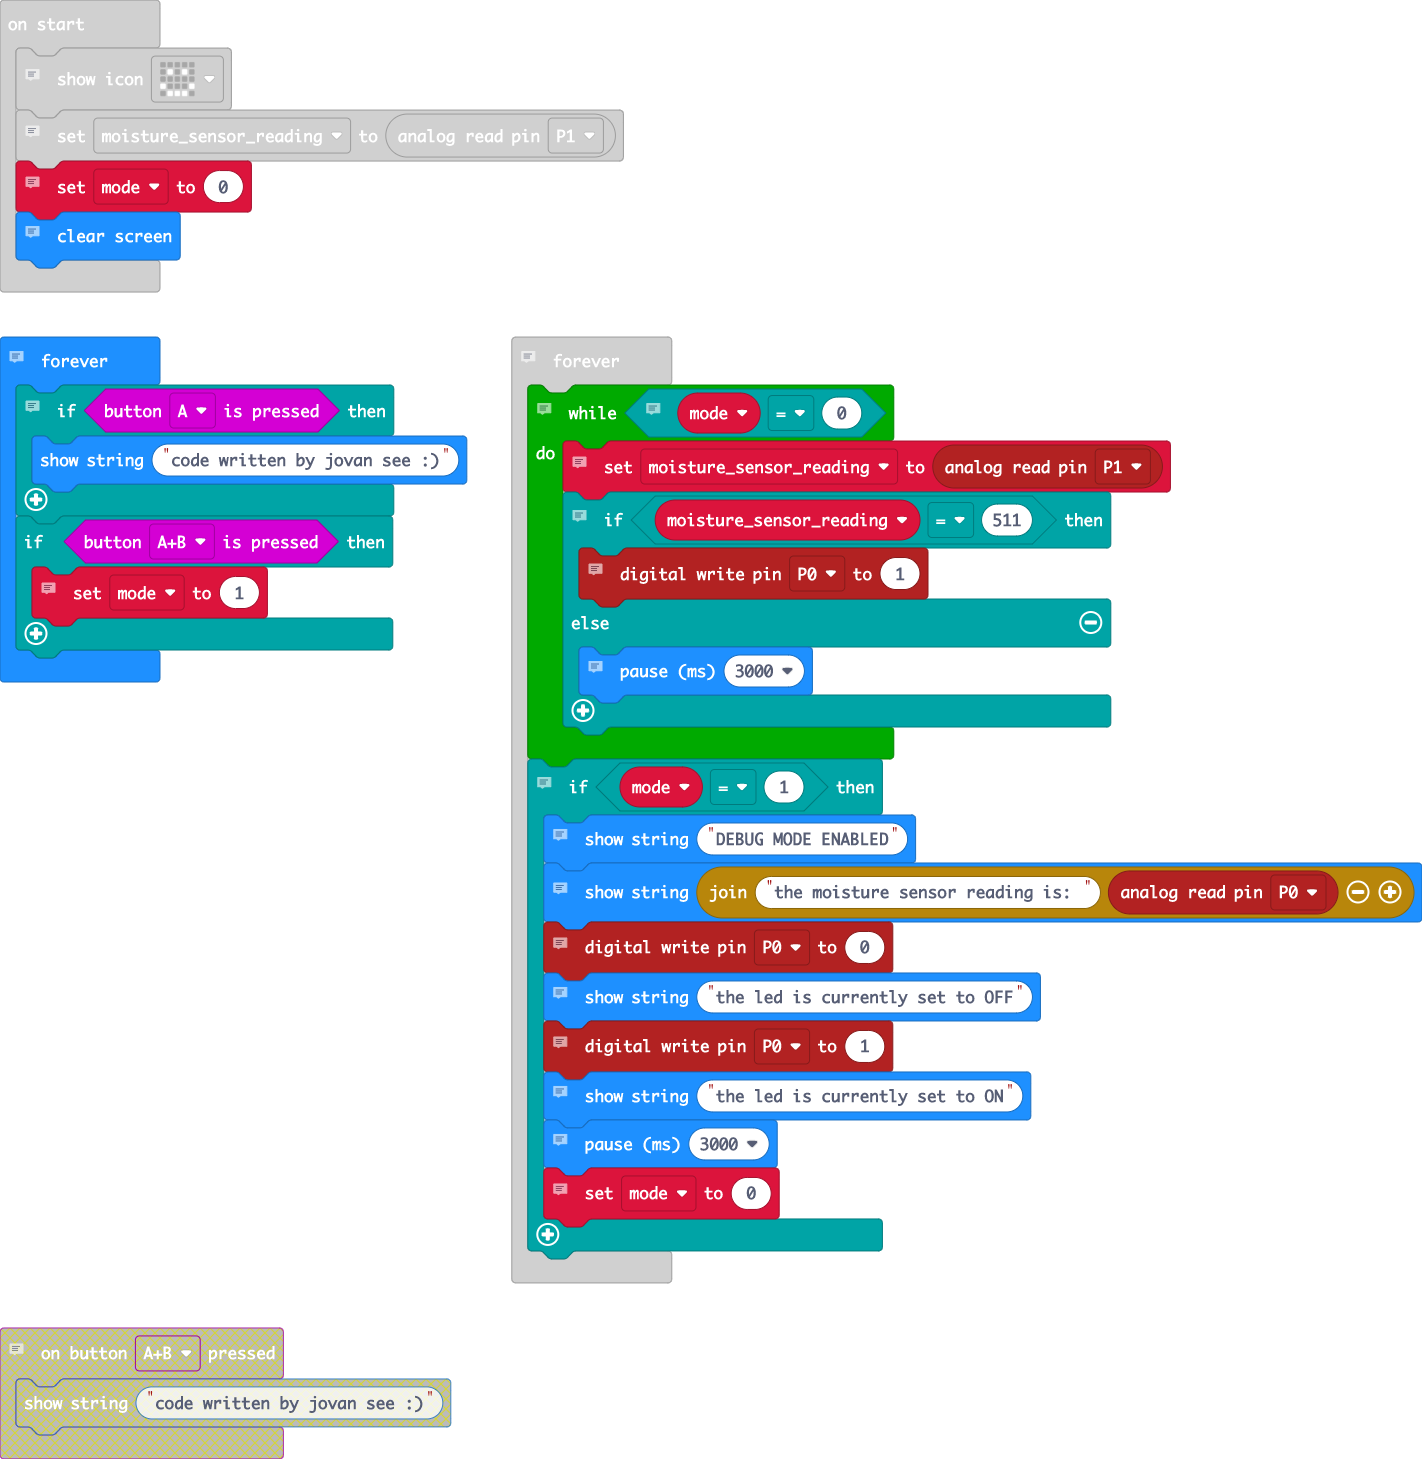 on start
show icon
set moisture_sensor_reading to analog read pin P1
set mode to 0
clear screen
forever
if button A is pressed then
show string "code written by jovan see :)"
if button A+B is pressed then
set mode to 1
forever
while mode = 0
do set moisture_sensor_reading to analog read pin P1
if moisture_sensor_reading = 511 then
digital write pin P0 to 1
else
pause (ms) 3000
if mode = 1 then
show string "DEBUG MODE ENABLED"
show string join "the moisture sensor reading is: " analog read pin P0
digital write pin P0 to 0
show string "the led is currently set to OFF"
digital write pin P0 to 1
show string "the led is currently set to ON"
pause (ms) 3000
set mode to 0
on button A+B pressed
show string "code written by jovan see :)"